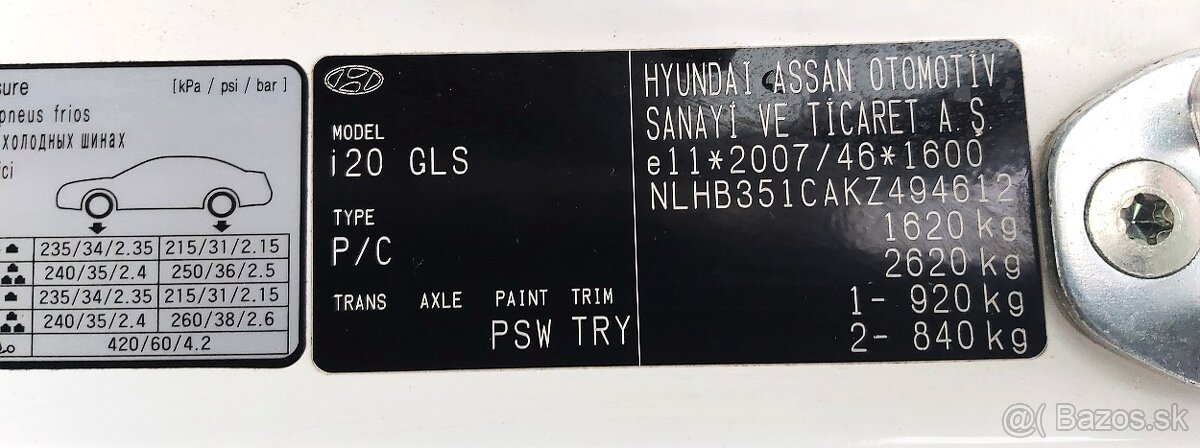 sure [kPa / psi / bar]
pneus frios
холодных шинах
ici
235/34/2.35 215/31/2.15
240/35/2.4 250/36/2.5
235/34/2.35 215/31/2.15
240/35/2.4 260/38/2.6
420/60/4.2
MODEL
i20 GLS
TYPE
P/C
TRANS AXLE PAINT TRIM
PSW TRY
HYUNDAI ASSAN OTOMOTİV
SANAYİ VE TİCARET A.Ş
e11*2007/46*1600
NLHB351CAKZ494612
1620 kg
2620 kg
1- 920 kg
2- 840 kg
@( Bazos.sk